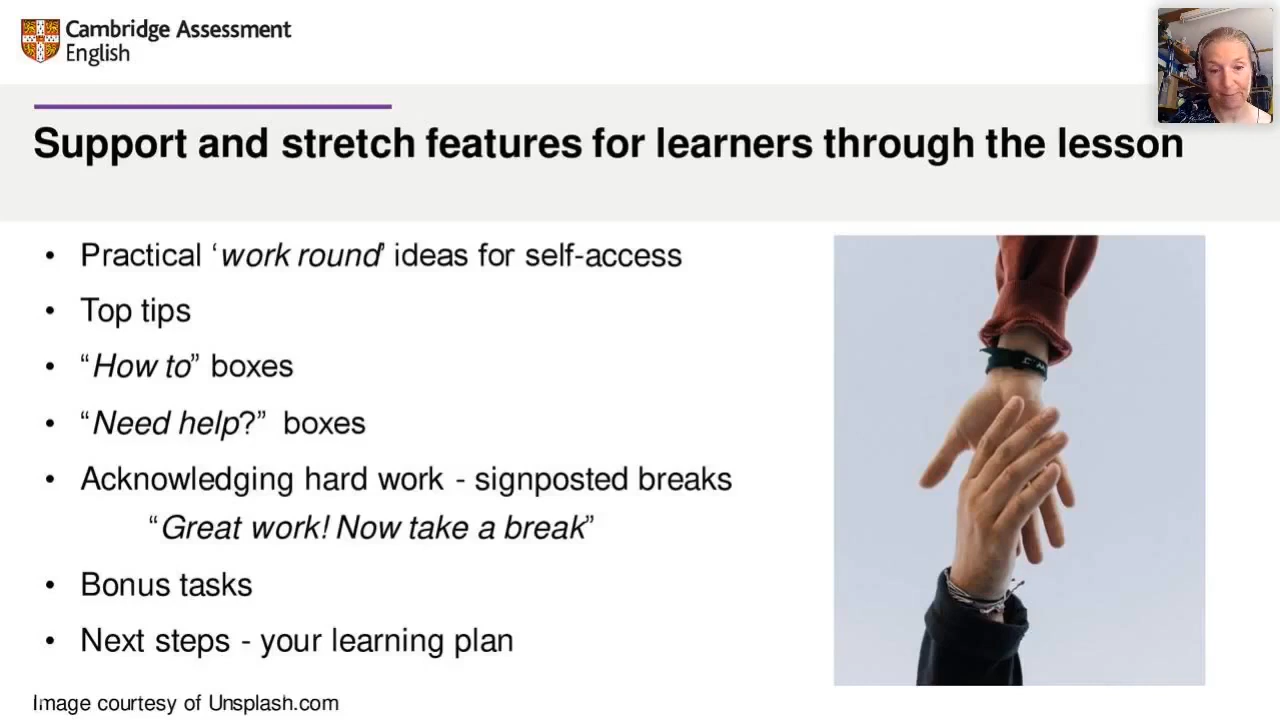 Cambridge Assessment
English
Support and stretch features for learners through the lesson
• Practical ‘work round’ ideas for self-access
• Top tips
• “How to” boxes
• “Need help?” boxes
• Acknowledging hard work - signposted breaks
“Great work! Now take a break”
• Bonus tasks
• Next steps - your learning plan
Image courtesy of Unsplash.com